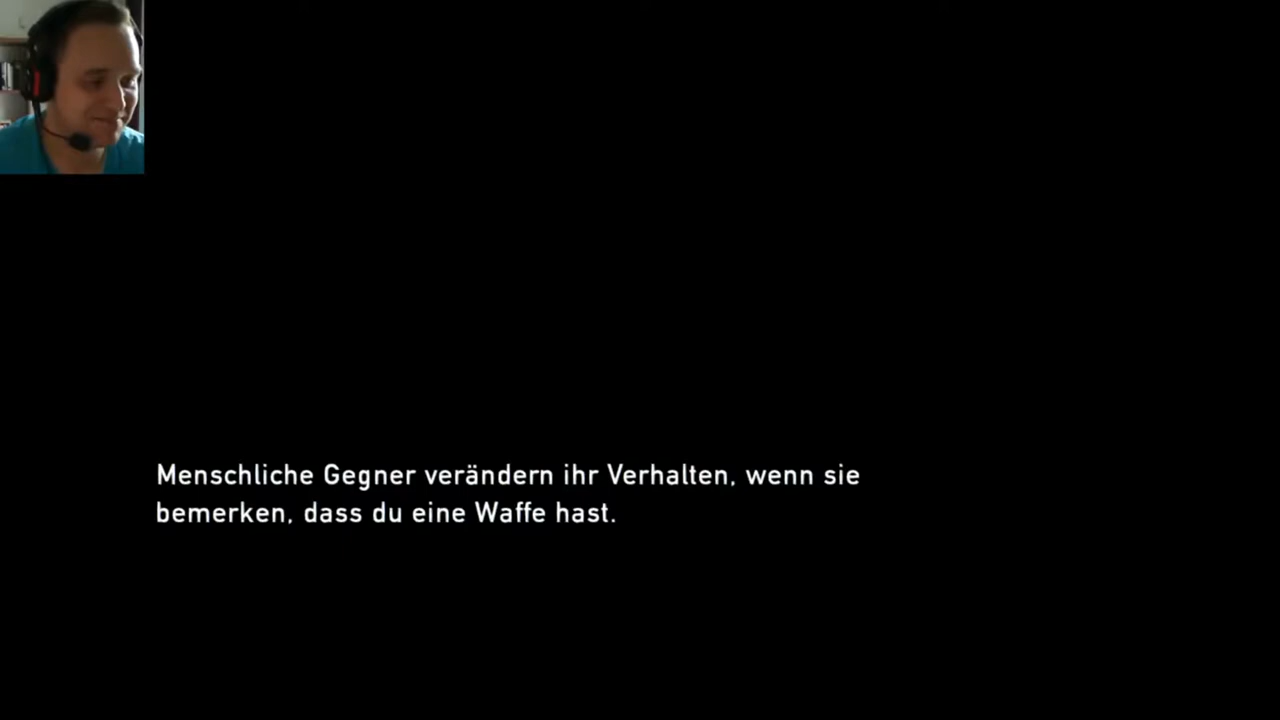 Menschliche Gegner verändern ihr Verhalten, wenn sie
bemerken, dass du eine Waffe hast.